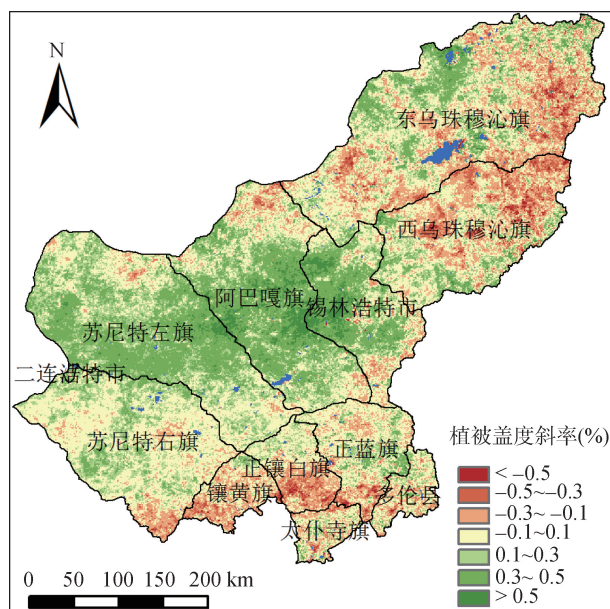 N
东乌珠穆沁旗
西乌珠穆沁旗
阿巴嘎旗
锡林浩特市
苏尼特左旗
二连浩特市
苏尼特右旗
正蓝旗
正镶白旗
镶黄旗
多伦县
太仆寺旗
植被盖度斜率(%)
< −0.5
−0.5~−0.3
−0.3~ −0.1
−0.1~0.1
0.1~0.3
0.3~ 0.5
> 0.5
0 50 100 150 200 km